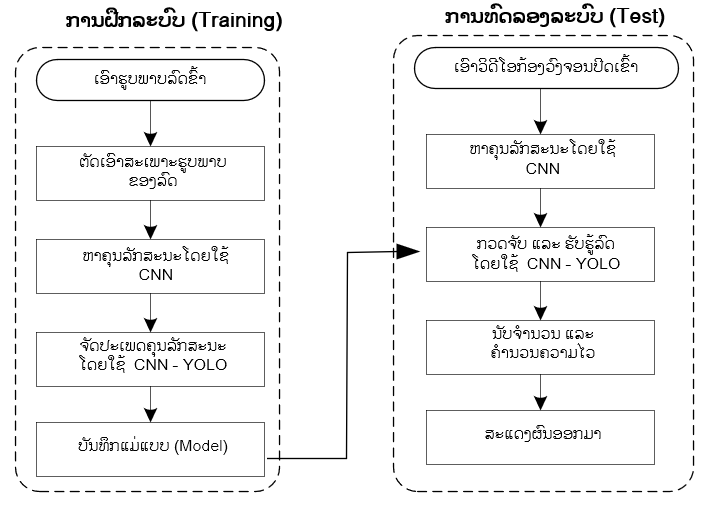 ການຝຶກລະບົບ (Training)
ເອົາຮູບພາບລົດຂົ້າ
ຕັດເອົາສະເພາະຮູບພາບ
ຂອງລົດ
ຫາຄຸນລັກສະນະໂດຍໃຊ້
CNN
ຈັດປະເພດຄຸນລັກສະນະ
ໂດຍໃຊ້ CNN - YOLO
ບັນທຶກແມ່ແບບ (Model)
ການທົດລອງລະບົບ (Test)
ເອົາວິດີໂອກ້ອງວົງຈອນປິດເຂົ້າ
ຫາຄຸນລັກສະນະໂດຍໃຊ້
CNN
ກວດຈັບ ແລະ ຮັບຮູ້ລົດ
ໂດຍໃຊ້ CNN - YOLO
ນັບຈຳນວນ ແລະ
ຄຳນວນຄວາມໄວ
ສະແດງຜົນອອກມາ